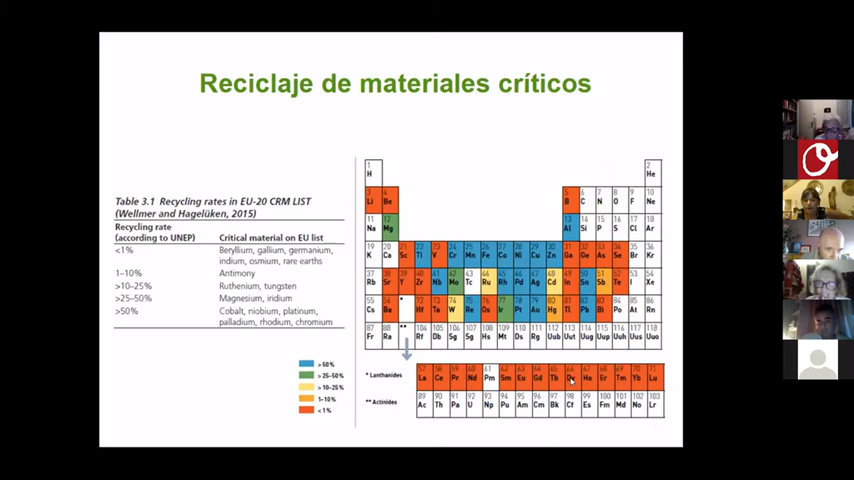 Reciclaje de materiales críticos
Table 3.1 Recycling rates in EU-20 CRM LIST
(Wellmer and Hagelüken, 2015)
Recycling rate
(according to UNEP) Critical material on EU list
<1% Beryllium, gallium, germanium,
indium, osmium, rare earths
1–10% Antimony
>10–25% Ruthenium, tungsten
>25–50% Magnesium, iridium
>50% Cobalt, niobium, platinum,
palladium, rhodium, chromium
1 2
H He
3 4 5 6 7 8 9 10
Li Be B C N O F Ne
11 12 13 14 15 16 17 18
Na Mg Al Si P S Cl Ar
19 20 21 22 23 24 25 26 27 28 29 30 31 32 33 34 35 36
K Ca Sc Ti V Cr Mn Fe Co Ni Cu Zn Ga Ge As Se Br Kr
37 38 39 40 41 42 43 44 45 46 47 48 49 50 51 52 53 54
Rb Sr Y Zr Nb Mo Tc Ru Rh Pd Ag Cd In Sn Sb Te I Xe
55 56 * 72 73 74 75 76 77 78 79 80 81 82 83 84 85 86
Cs Ba Hf Ta W Re Os Ir Pt Au Hg Tl Pb Bi Po At Rn
87 88 ** 104 105 106 107 108 109 110 111 112 113 114 115 116 117 118
Fr Ra Rf Db Sg Sg Hs Mt Ds Rg Uub Uut Uuq Uup Lv Uus Uuo
> 50%
> 25–50%
> 10–25%
1–10%
< 1%
57 58 59 60 61 62 63 64 65 66 67 68 69 70 71
* Lanthanides La Ce Pr Nd Pm Sm Eu Gd Tb Dy Ho Er Tm Yb Lu
89 90 91 92 93 94 95 96 97 98 99 100 101 102 103
** Actinides Ac Th Pa U Np Pu Am Cm Bk Cf Es Fm Md No Lr